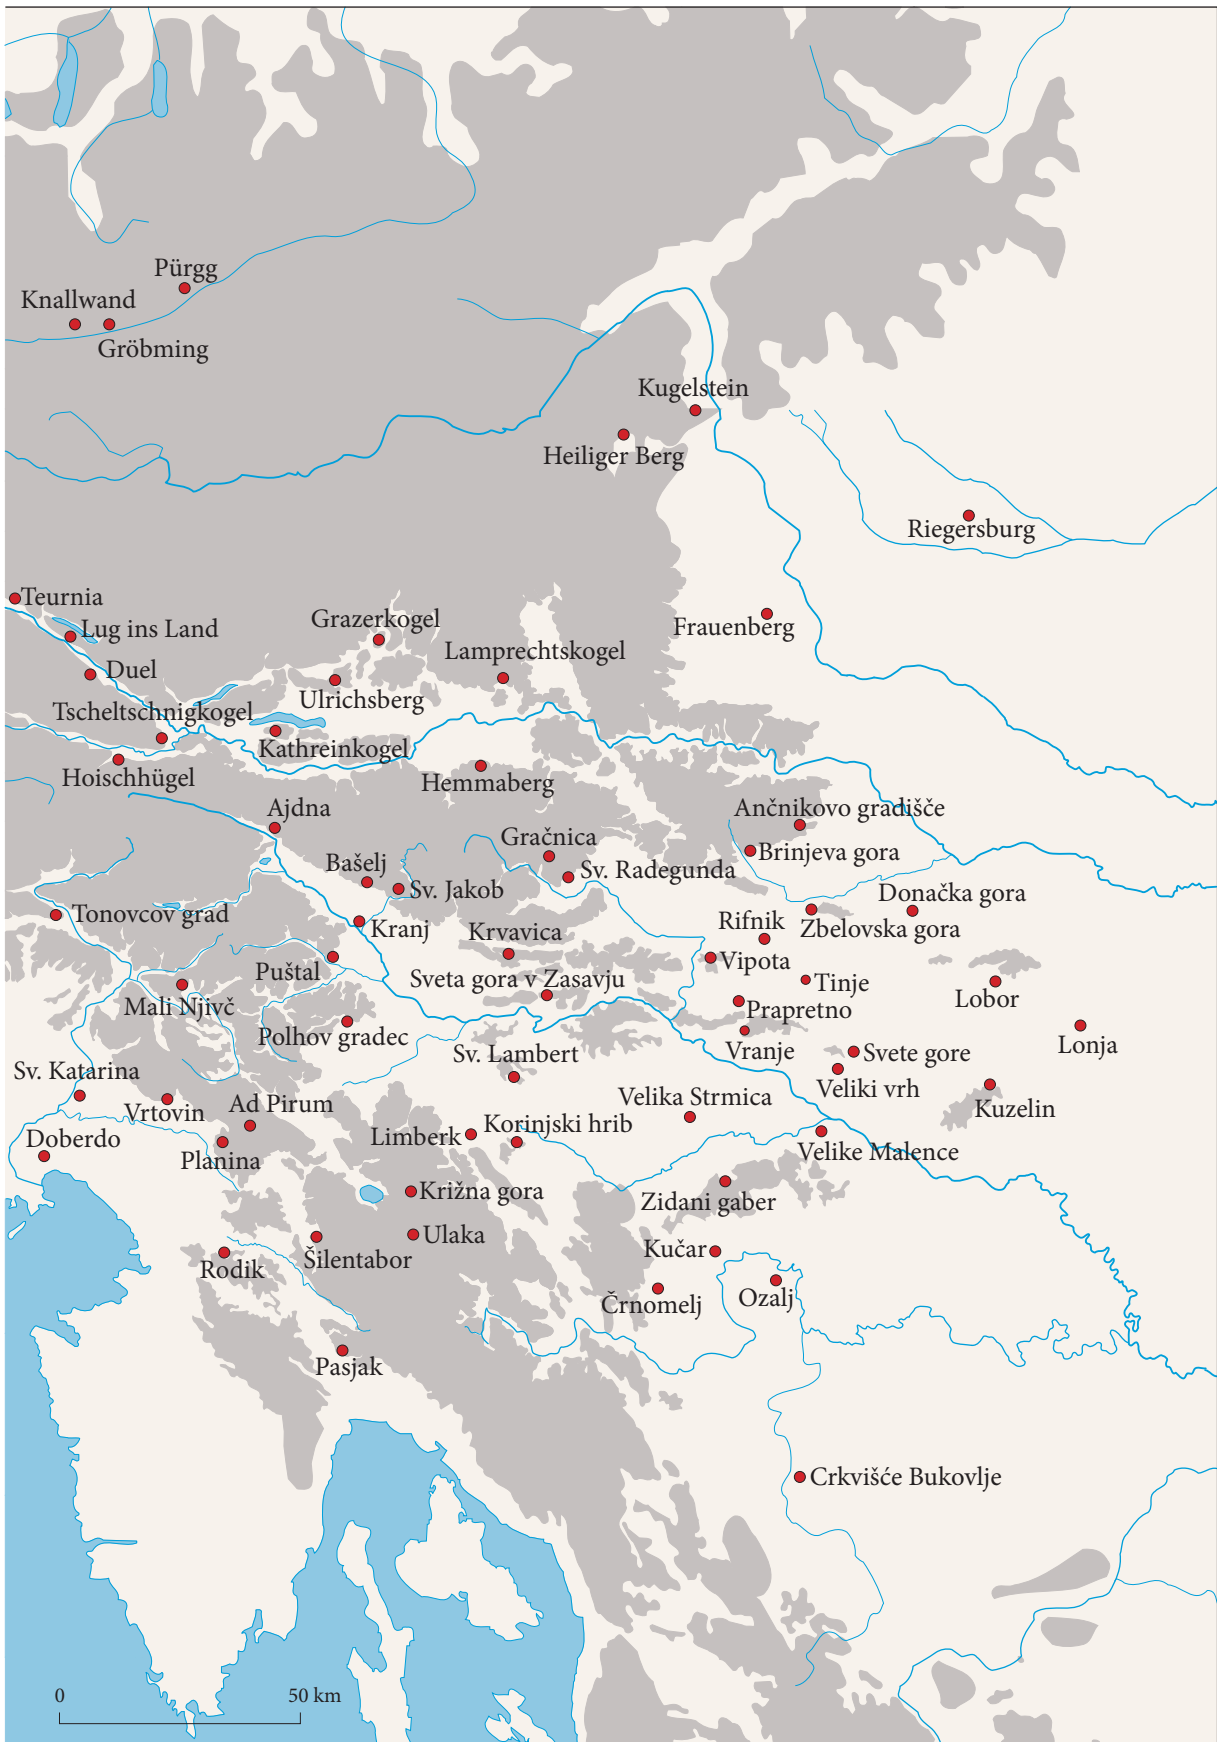 Pürgg
Knallwand
Gröbming
Kugelstein
Heiliger Berg
Riegersburg
Teurnia
Lug ins Land
Grazerkogel
Frauenberg
Lamprechtskogel
Duel
Ulrichsberg
Tscheltschnigkogel
Kathreinkogel
Hoischhügel
Hemmaberg
Ajdna
Ančnikovo gradišče
Gračnica
Brinjeva gora
Bašelj
Sv. Radegunda
Sv. Jakob
Donačka gora
Tonovcov grad
Kranj
Krvavica
Rifnik
Zbelovska gora
Puštal
Vipota
Sveta gora v Zasavju
Tinje
Lobor
Mali Njivč
Prapretno
Polhov gradec
Vranje
Lonja
Sv. Lambert
Svete gore
Sv. Katarina
Veliki vrh
Velika Strmica
Kuzelin
Vrtovin
Ad Pirum
Korinjski hrib
Doberdo
Limberk
Planina
Velike Malence
Križna gora
Zidani gaber
Ulaka
Kučar
Šilentabor
Rodik
Črnomelj
Ozalj
Pasjak
Crkvišće Bukovlje
0
50 km